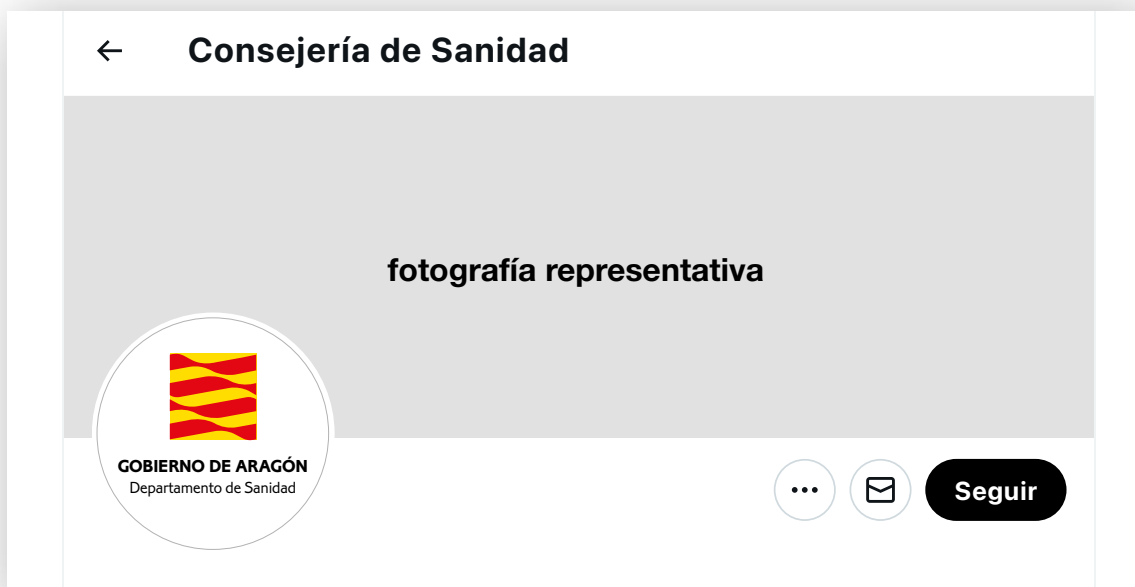 Consejería de Sanidad
fotografía representativa
GOBIERNO DE ARAGÓN
Departamento de Sanidad
Seguir